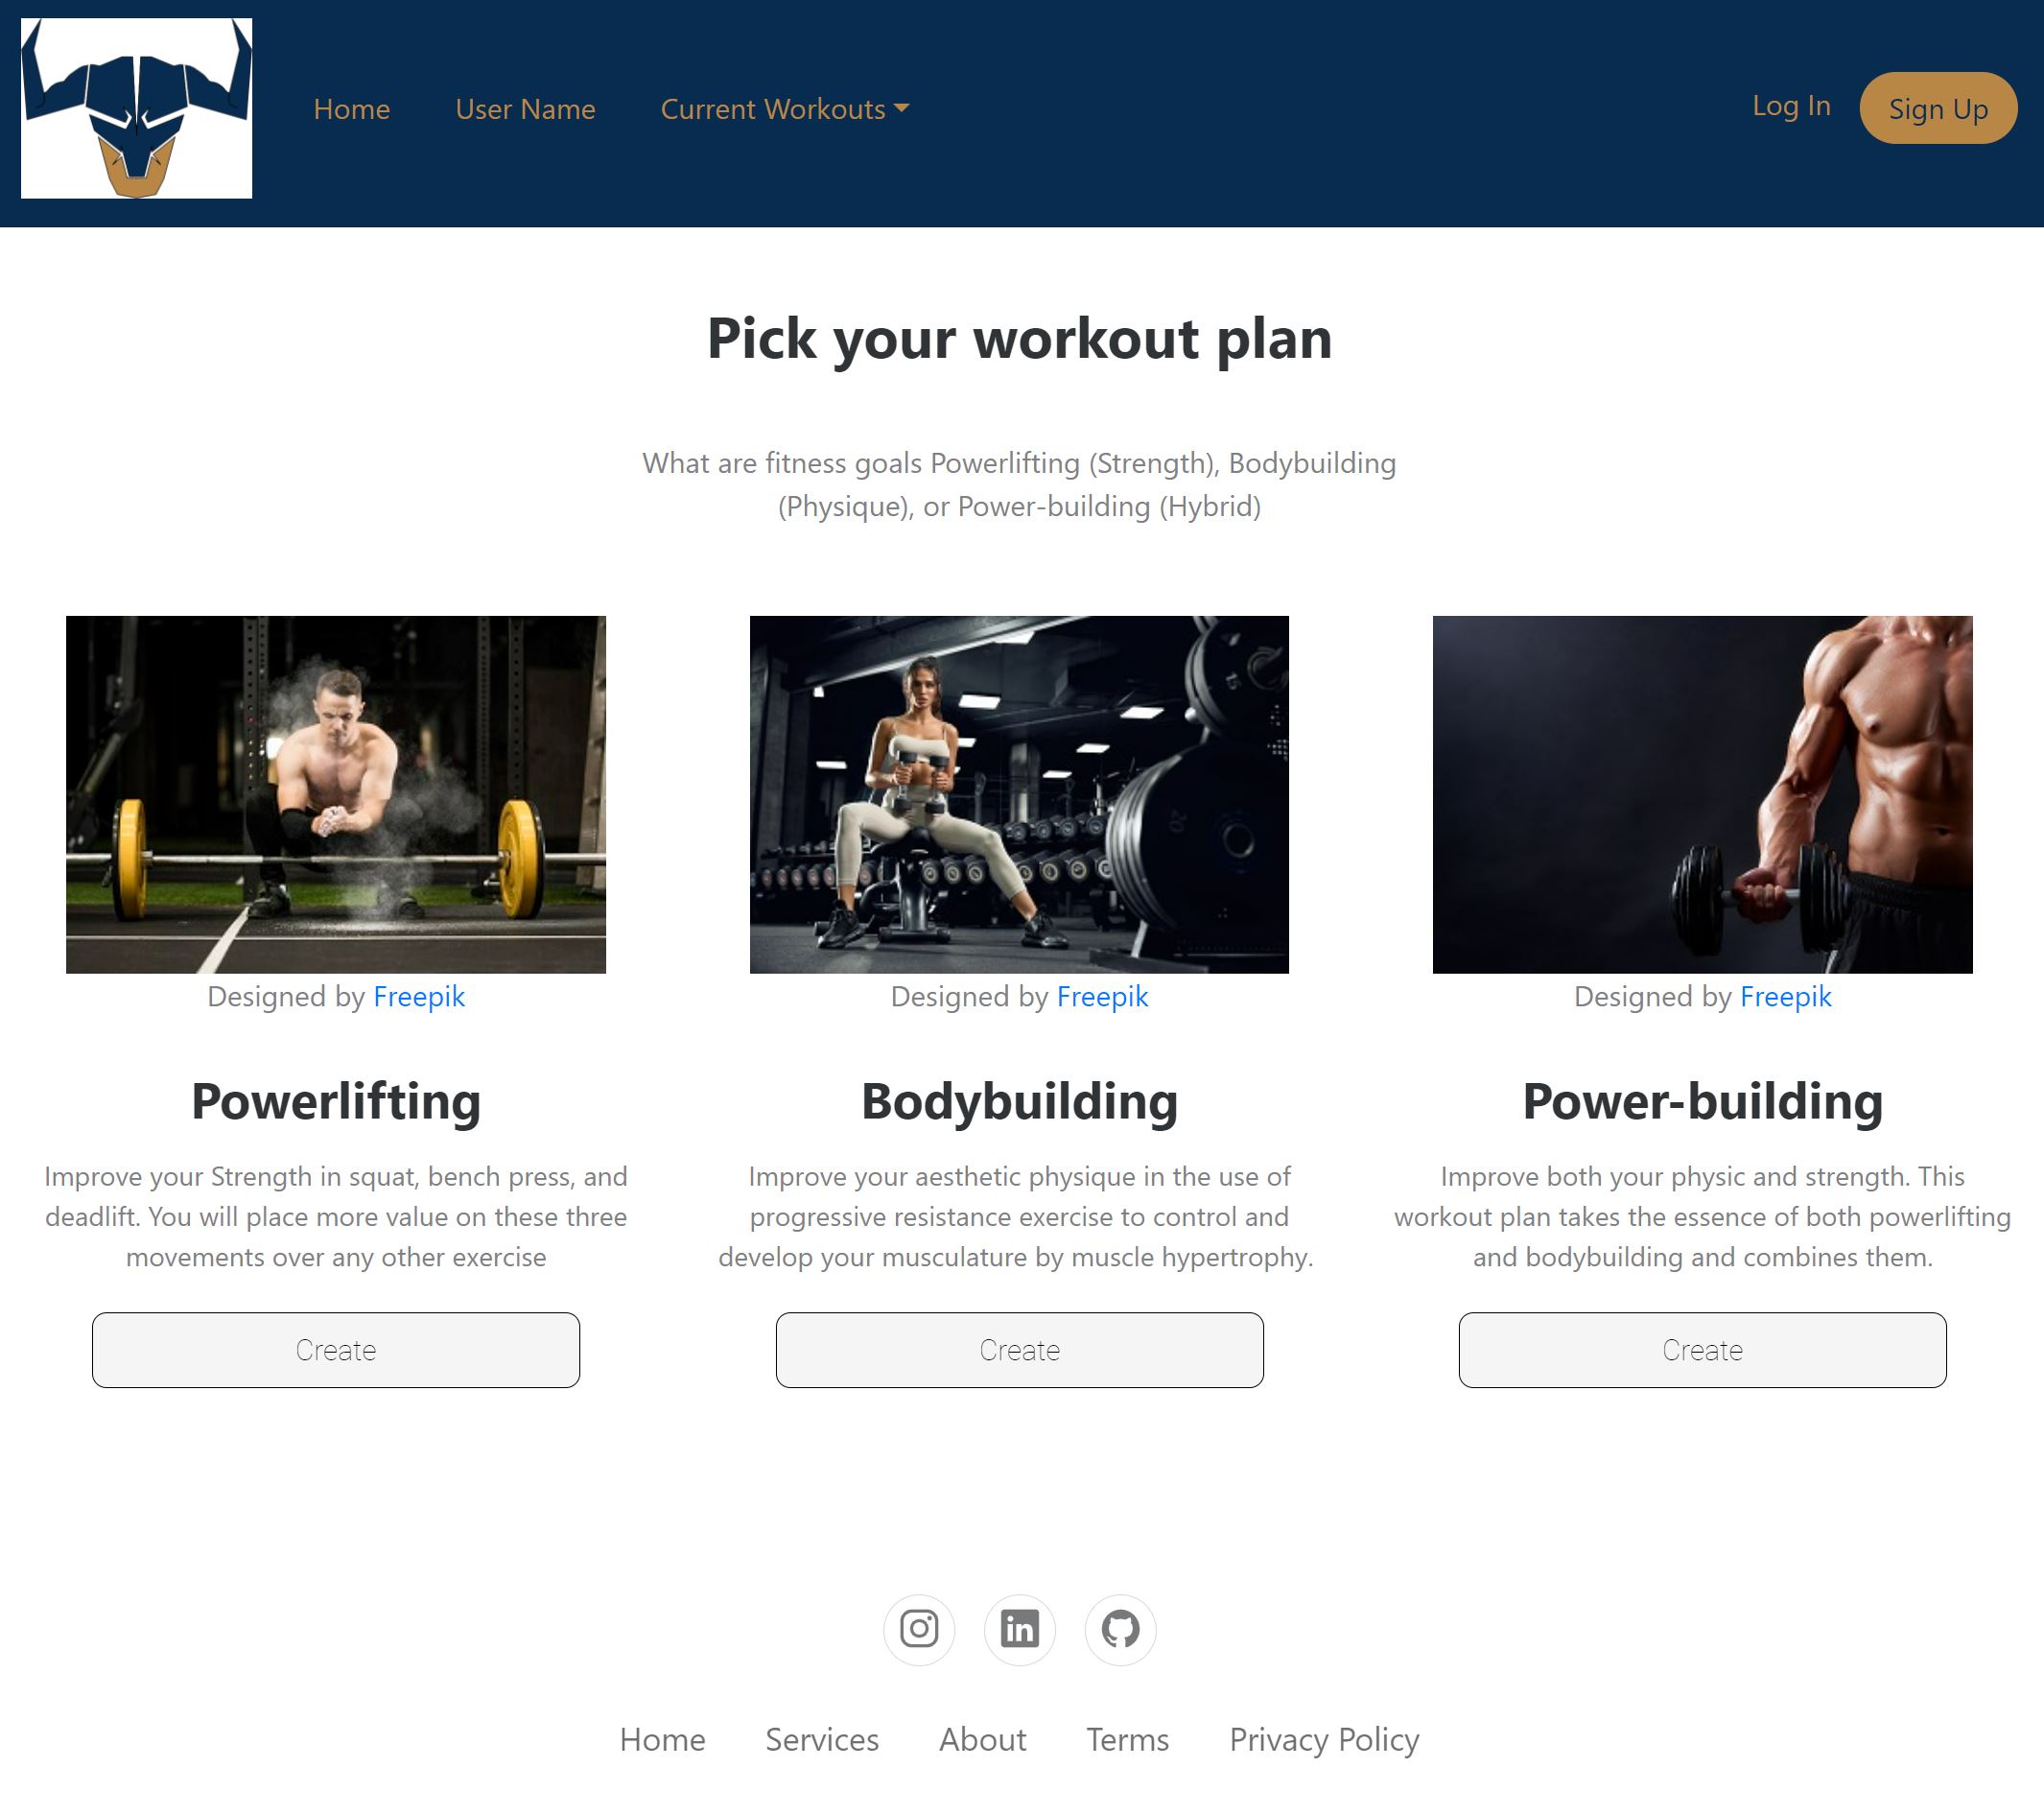 Home User Name Current Workouts Log In Sign Up
Pick your workout plan
What are fitness goals Powerlifting (Strength), Bodybuilding
(Physique), or Power-building (Hybrid)
Designed by Freepik
Powerlifting
Improve your Strength in squat, bench press, and
deadlift. You will place more value on these three
movements over any other exercise
Create
20
Designed by Freepik
Bodybuilding
Improve your aesthetic physique in the use of
progressive resistance exercise to control and
develop your musculature by muscle hypertrophy.
Create
Designed by Freepik
Power-building
Improve both your physic and strength. This
workout plan takes the essence of both powerlifting
and bodybuilding and combines them.
Create
in
Home Services About Terms Privacy Policy